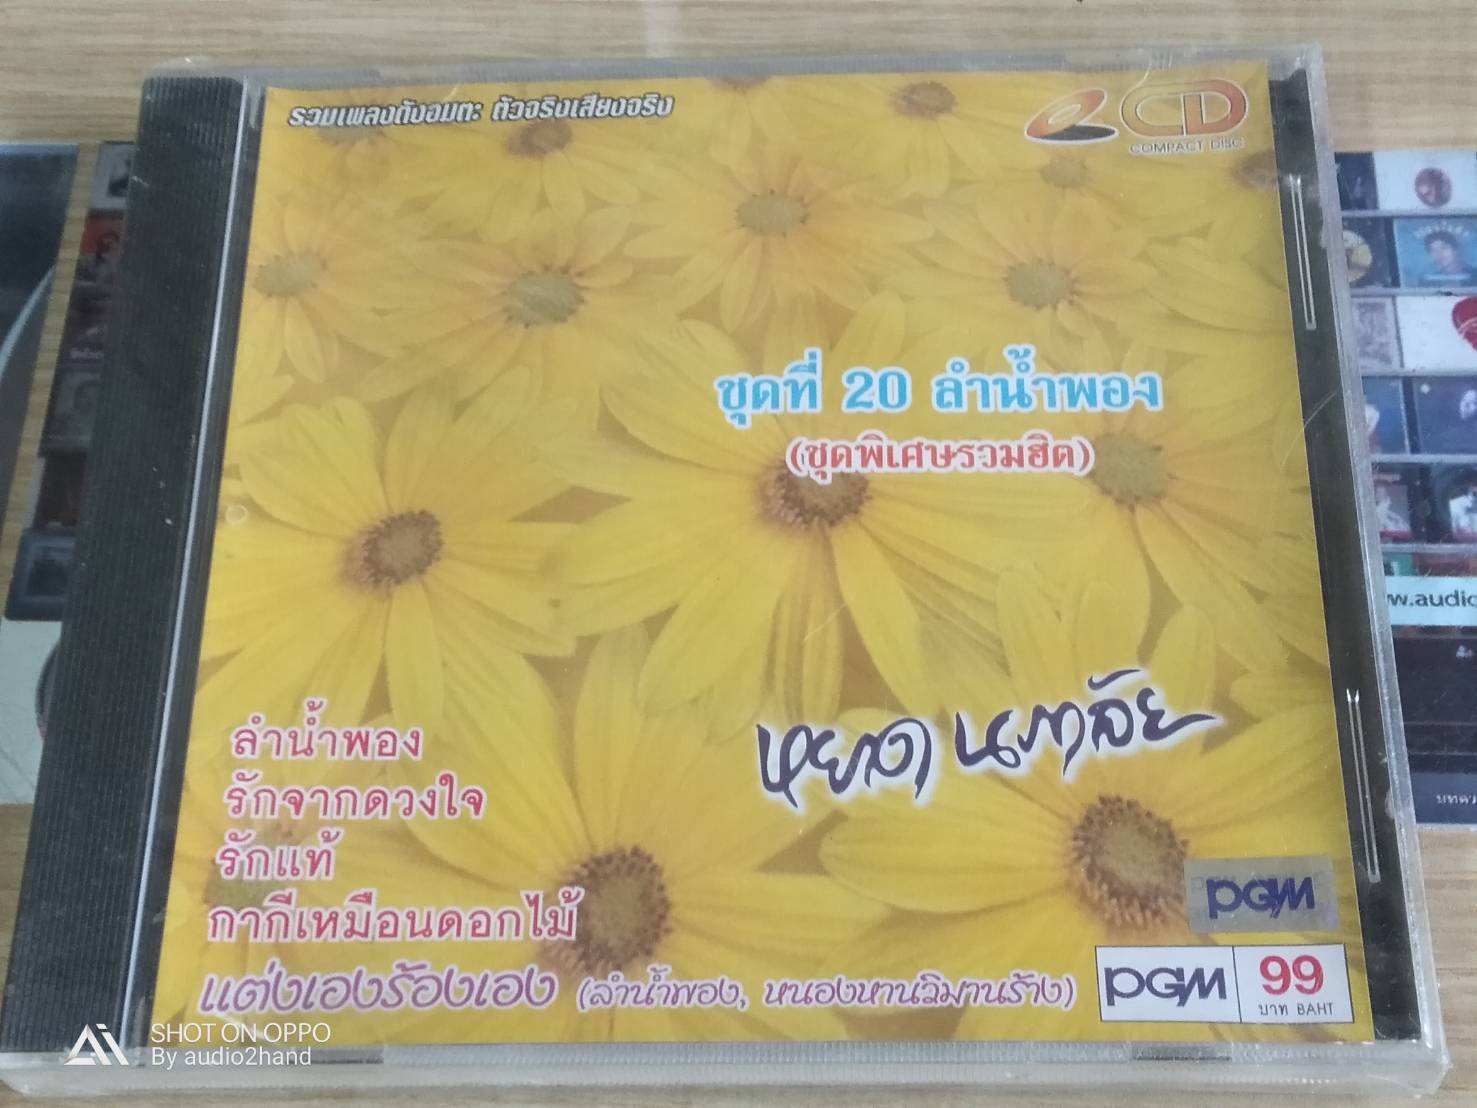 รวมเพลงดังอมตะ ตัวจริงเสียงจริง
CD
COMPACT DISC
ชุดที่ 20 ลำน้ำพอง
(ชุดพิเศษรวมฮิต)
หยาด นภาลัย
ลำน้ำพอง
รักจากดวงใจ
รักแท้
กากีเหมือนดอกไม้
แต่งเองร้องเอง (ลำน้ำพอง, หนองหานวิมานร้าง)
PGM
PGM 99
บาท BAHT
w.audio
SHOT ON OPPO
By audio2hand